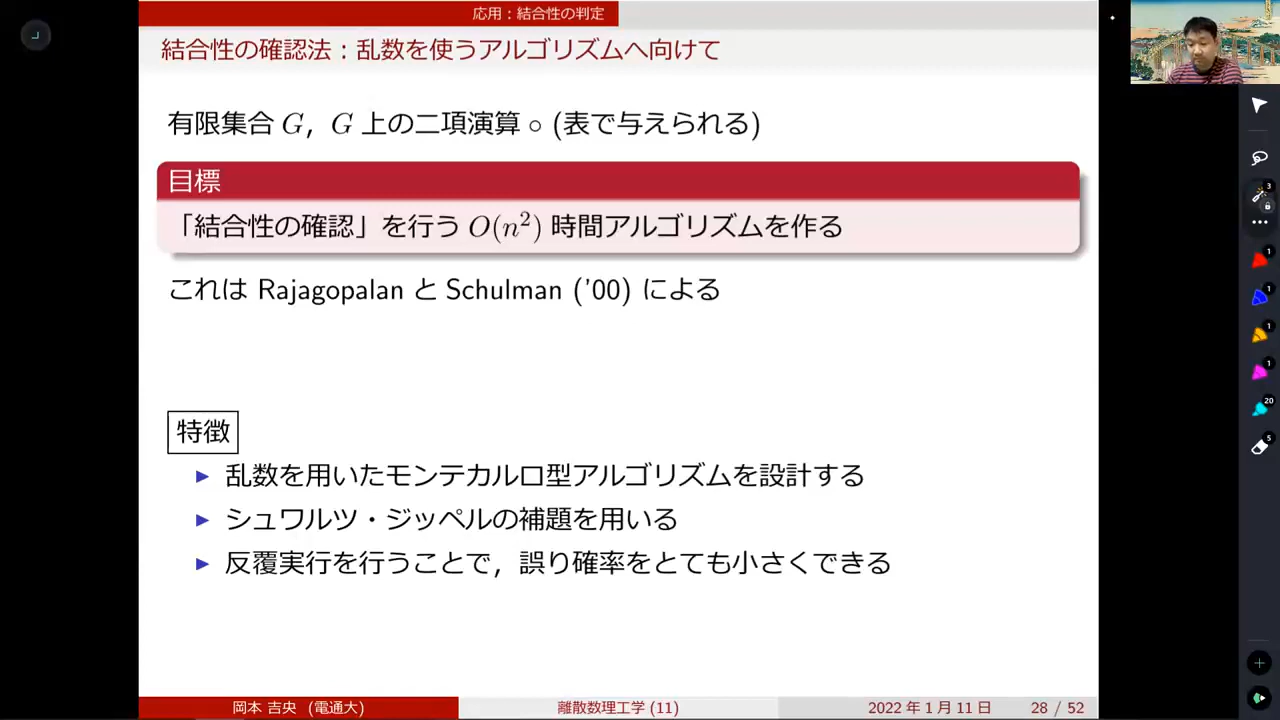 応用：結合性の判定
結合性の確認法：乱数を使うアルゴリズムへ向けて
有限集合 G，G 上の二項演算 ∘ (表で与えられる)
目標
「結合性の確認」を行う O(n²) 時間アルゴリズムを作る
これは Rajagopalan と Schulman ('00) による
特徴
▶ 乱数を用いたモンテカルロ型アルゴリズムを設計する
▶ シュワルツ・ジッペルの補題を用いる
▶ 反覆実行を行うことで，誤り確率をとても小さくできる
岡本 吉央 (電通大) 離散数理工学 (11) 2022 年 1 月 11 日 28 / 52
3
1
1
1
1
20
5